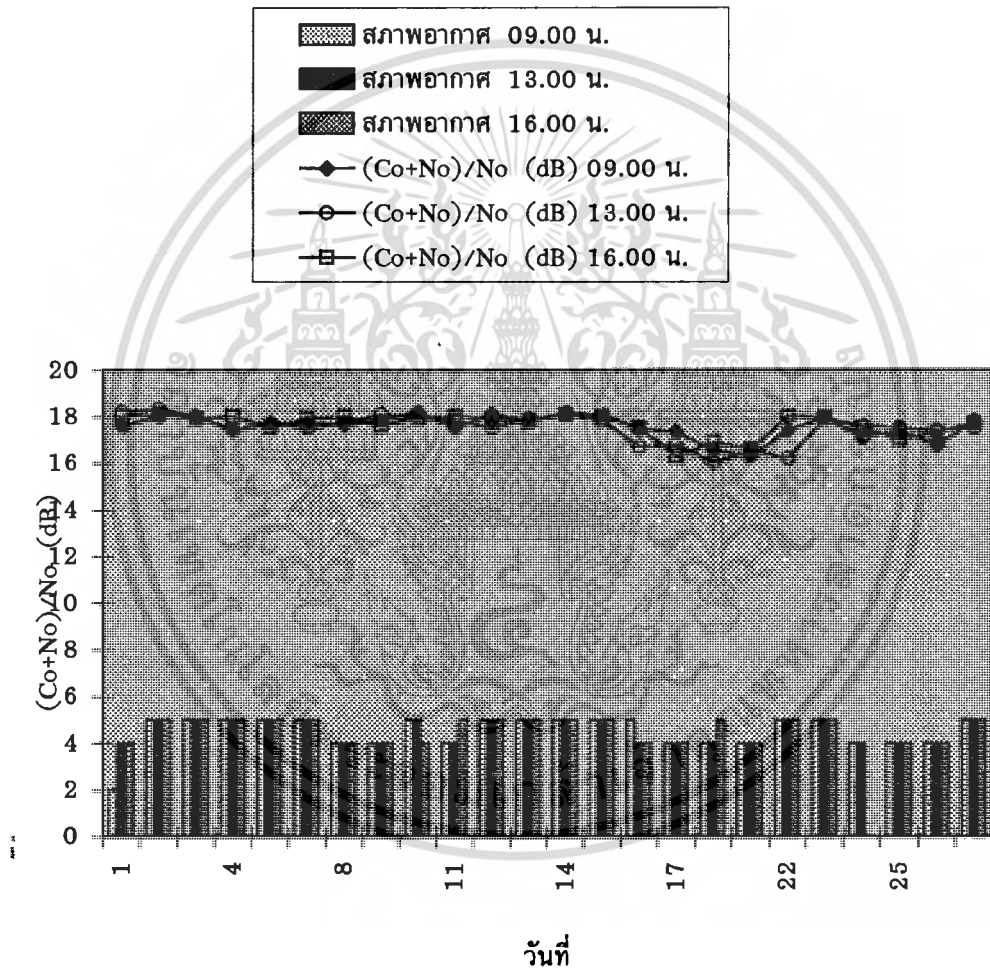 สภาพอากาศ 09.00 น.
สภาพอากาศ 13.00 น.
สภาพอากาศ 16.00 น.
(Co+No)/No (dB) 09.00 น.
(Co+No)/No (dB) 13.00 น.
(Co+No)/No (dB) 16.00 น.
20
18
16
14
12
10
8
6
4
2
0
(Co+No)/No (dB)
1 4 8 11 14 17 22 25
วันที่